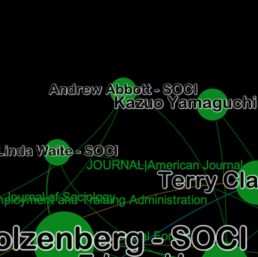 Andrew Abbott - SOCI
Kazuo Yamaguchi
Linda Waite - SOCI
JOURNAL|American Journal
Terry Cla
Journal of Sociology
ployment and Training Administration
olzenberg - SOCI